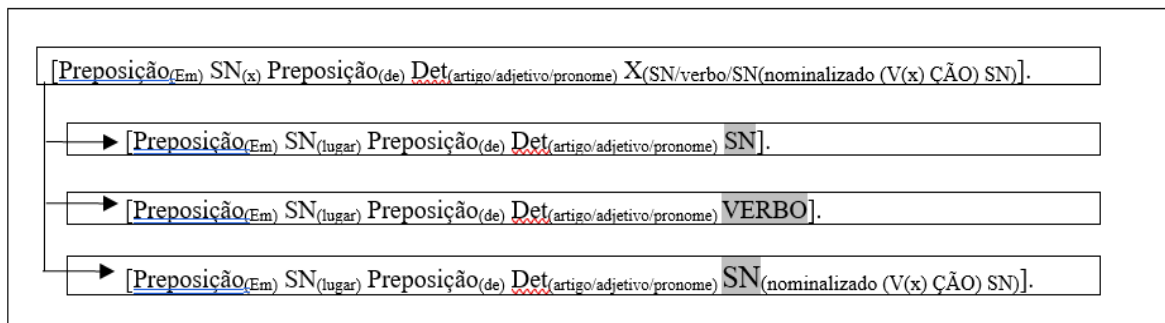 [Preposição(Em) SN(x) Preposição(de) Det(artigo/adjetivo/pronome) X(SN/verbo/SN(nominalizado (V(x) ÇÃO) SN)].
[Preposição(Em) SN(lugar) Preposição(de) Det(artigo/adjetivo/pronome) SN].
[Preposição(Em) SN(lugar) Preposição(de) Det(artigo/adjetivo/pronome) VERBO].
[Preposição(Em) SN(lugar) Preposição(de) Det(artigo/adjetivo/pronome) SN(nominalizado (V(x) ÇÃO) SN)].